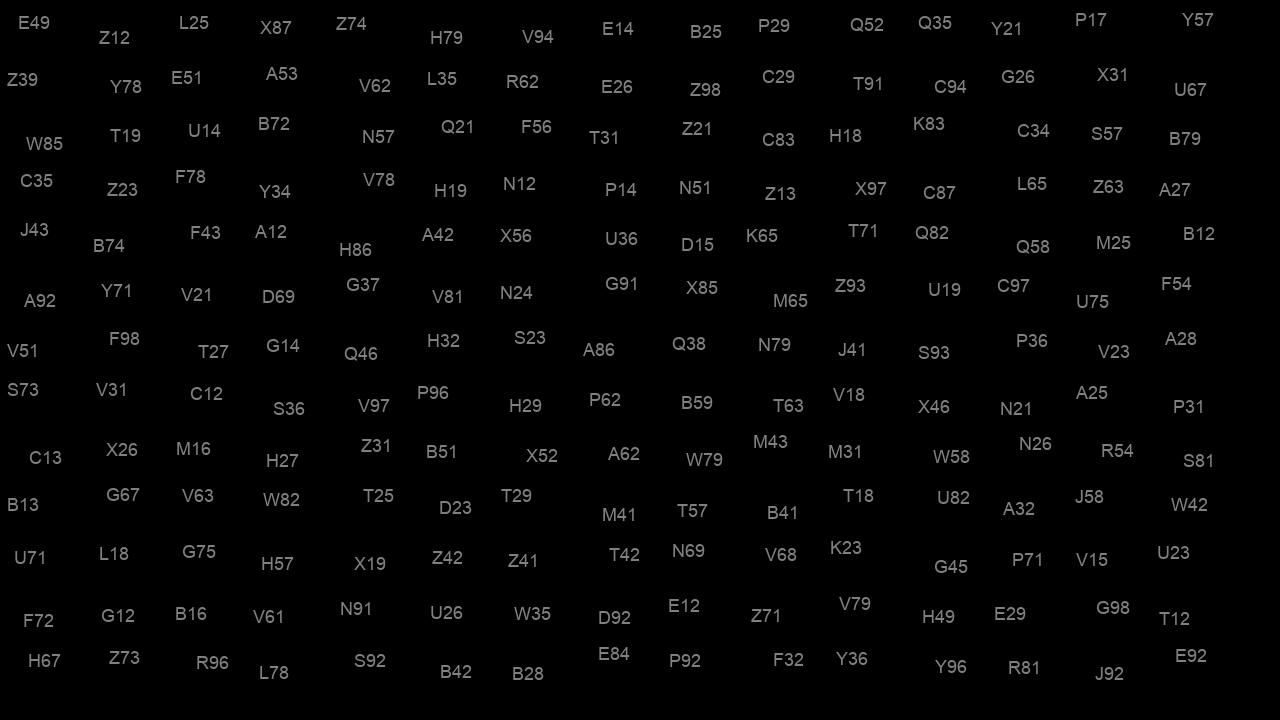 E49 Z12 L25 X87 Z74 H79 V94 E14 B25 P29 Q52 Q35 Y21 P17 Y57
Z39 Y78 E51 A53 V62 L35 R62 E26 Z98 C29 T91 C94 G26 X31 U67
W85 T19 U14 B72 N57 Q21 F56 T31 Z21 C83 H18 K83 C34 S57 B79
C35 Z23 F78 Y34 V78 H19 N12 P14 N51 Z13 X97 C87 L65 Z63 A27
J43 B74 F43 A12 H86 A42 X56 U36 D15 K65 T71 Q82 Q58 M25 B12
A92 Y71 V21 D69 G37 V81 N24 G91 X85 M65 Z93 U19 C97 U75 F54
V51 F98 T27 G14 Q46 H32 S23 A86 Q38 N79 J41 S93 P36 V23 A28
S73 V31 C12 S36 V97 P96 H29 P62 B59 T63 V18 X46 N21 A25 P31
C13 X26 M16 H27 Z31 B51 X52 A62 W79 M43 M31 W58 N26 R54 S81
B13 G67 V63 W82 T25 D23 T29 M41 T57 B41 T18 U82 A32 J58 W42
U71 L18 G75 H57 X19 Z42 Z41 T42 N69 V68 K23 G45 P71 V15 U23
F72 G12 B16 V61 N91 U26 W35 D92 E12 Z71 V79 H49 E29 G98 T12
H67 Z73 R96 L78 S92 B42 B28 E84 P92 F32 Y36 Y96 R81 J92 E92